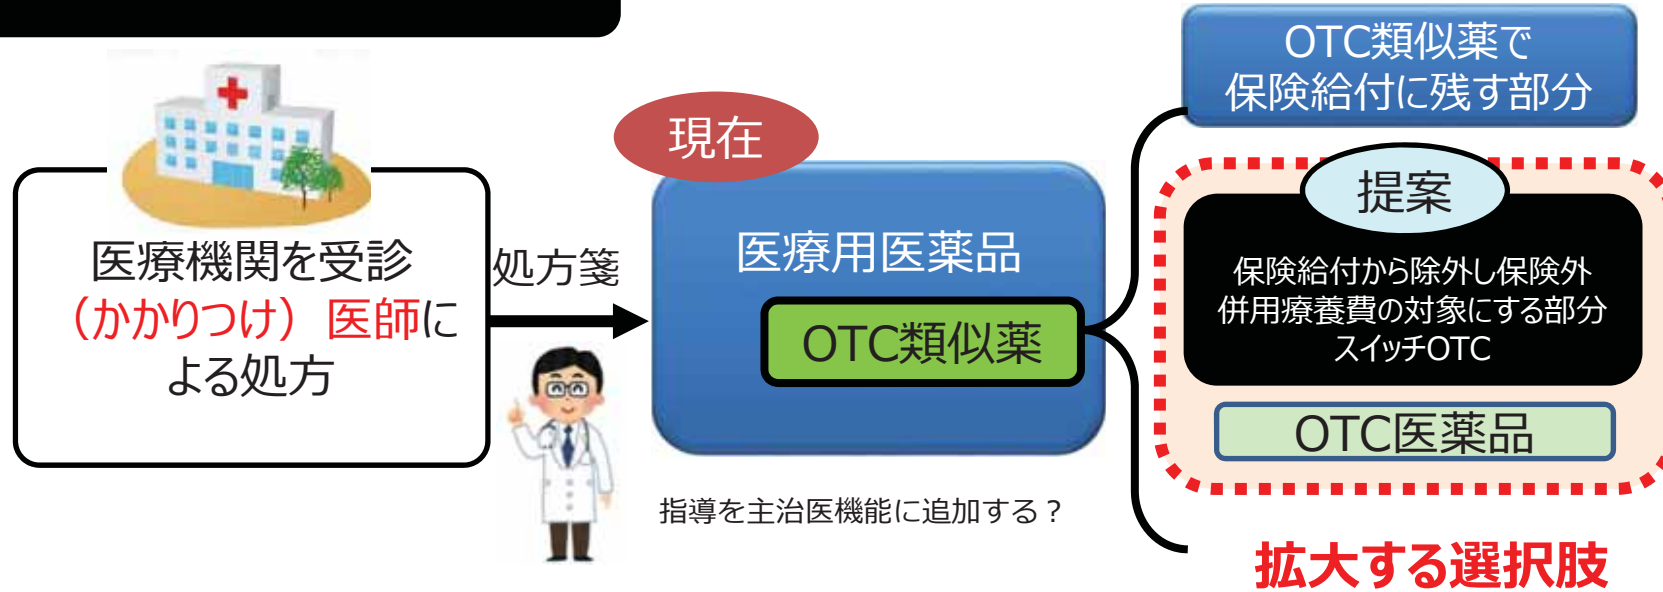 医療機関を受診
（かかりつけ）医師に
よる処方
処方箋
現在
医療用医薬品
OTC類似薬
指導を主治医機能に追加する？
OTC類似薬で
保険給付に残す部分
提案
保険給付から除外し保険外
併用療養費の対象にする部分
スイッチOTC
OTC医薬品
拡大する選択肢